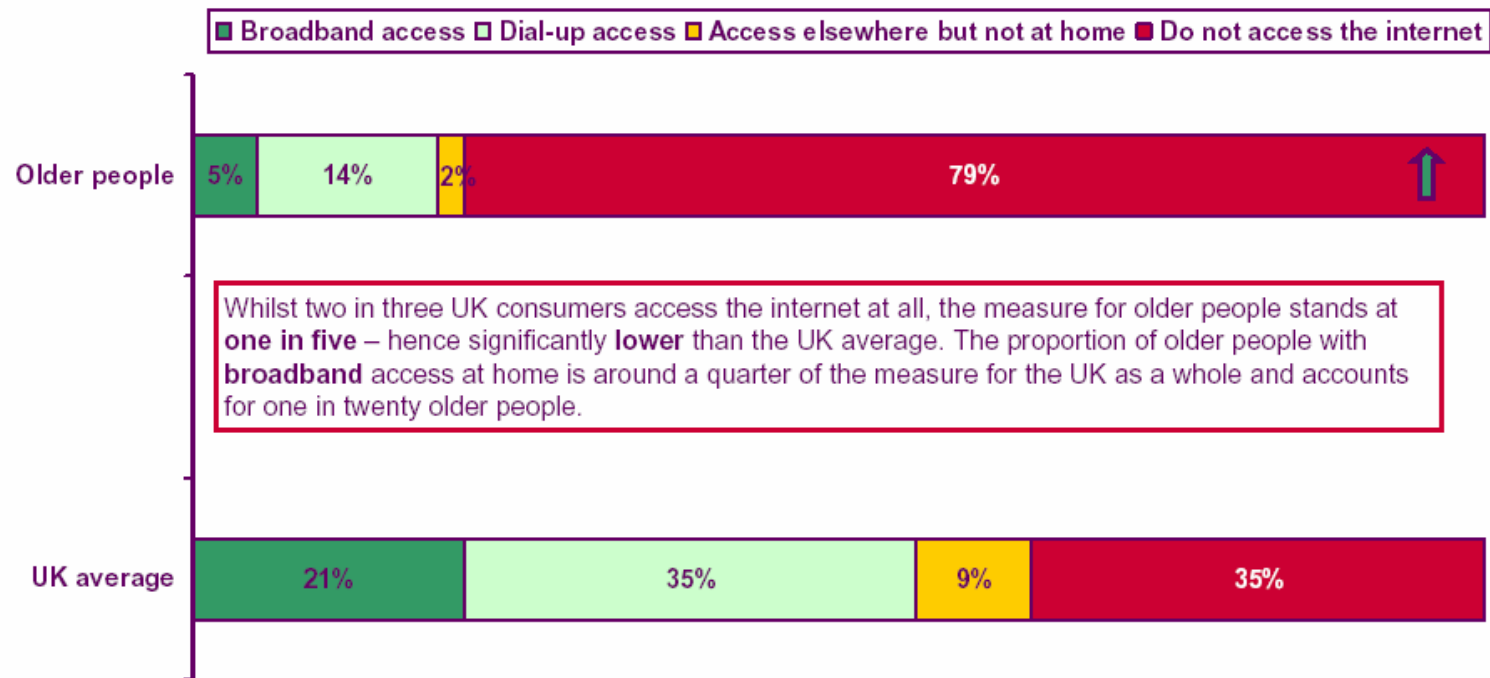 Broadband access Dial-up access Access elsewhere but not at home Do not access the internet
Older people 5% 14% 2% 79%
Whilst two in three UK consumers access the internet at all, the measure for older people stands at
one in five – hence significantly lower than the UK average. The proportion of older people with
broadband access at home is around a quarter of the measure for the UK as a whole and accounts
for one in twenty older people.
UK average 21% 35% 9% 35%